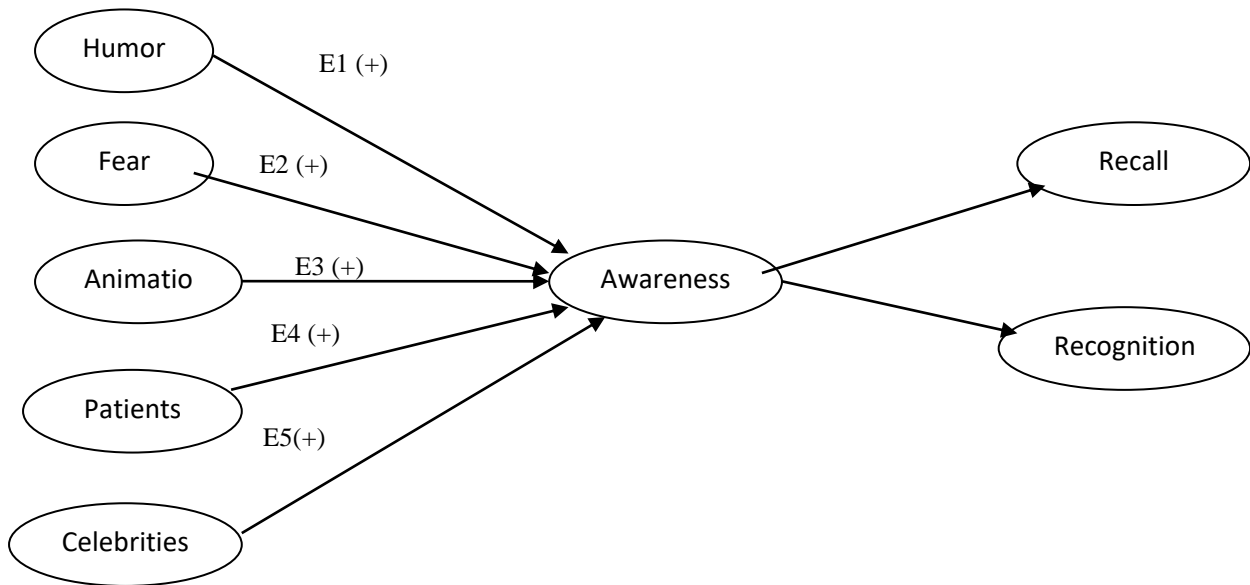 Humor
E1 (+)
Fear
E2 (+)
Recall
Animatio
E3 (+)
Awareness
E4 (+)
Recognition
Patients
E5(+)
Celebrities